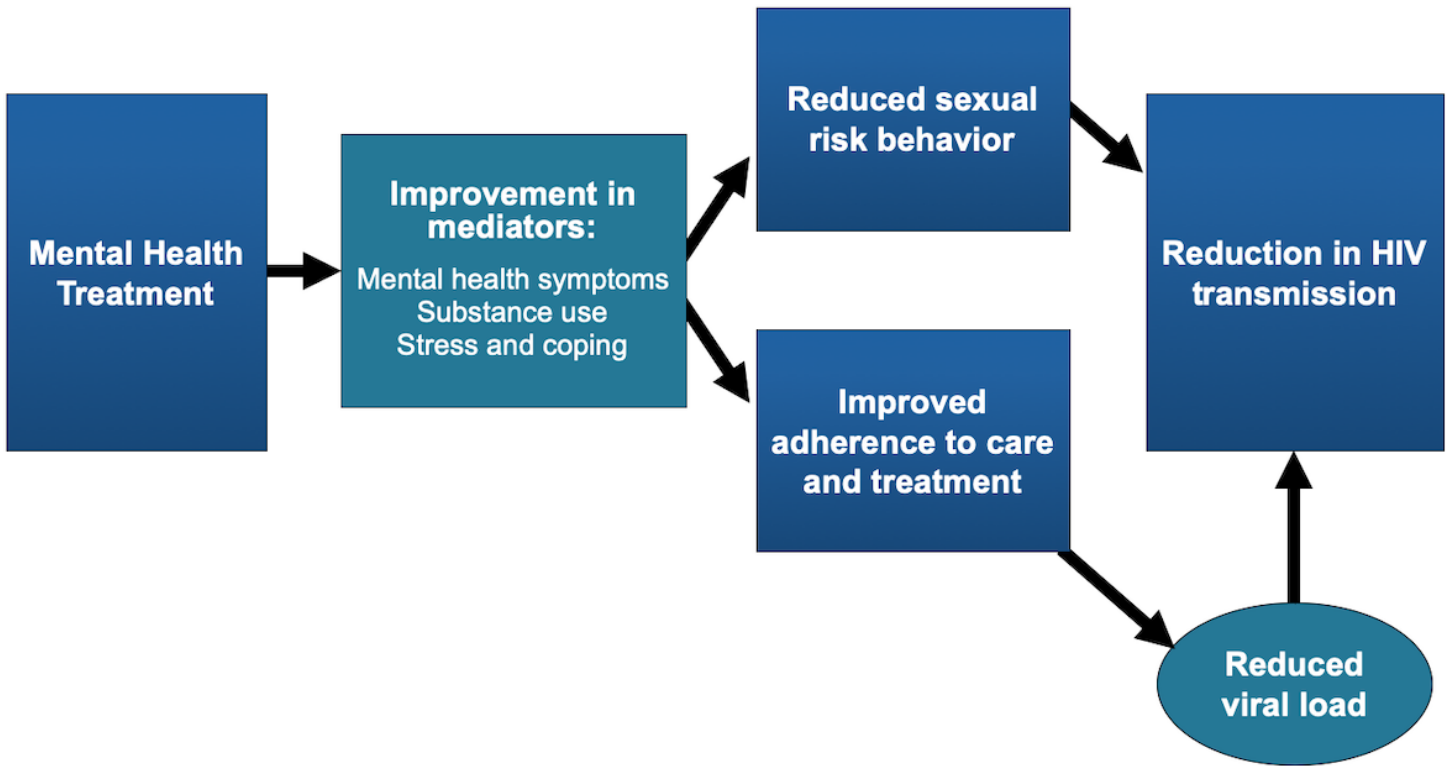 Mental Health
Treatment
Improvement in
mediators:
Mental health symptoms
Substance use
Stress and coping
Reduced sexual
risk behavior
Improved
adherence to care
and treatment
Reduction in HIV
transmission
Reduced
viral load